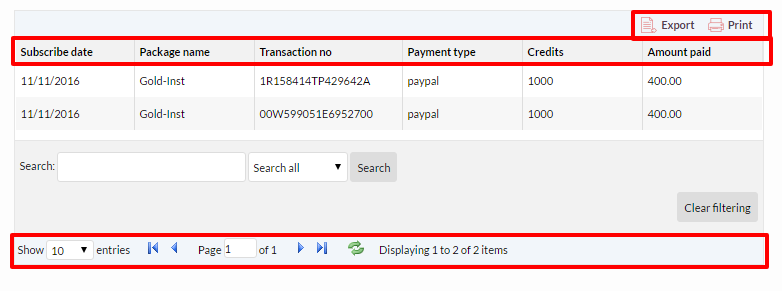 Export Print
Subscribe date Package name Transaction no Payment type Credits Amount paid
11/11/2016 Gold-Inst 1R158414TP429642A paypal 1000 400.00
11/11/2016 Gold-Inst 00W599051E6952700 paypal 1000 400.00
Search: Search all Search
Clear filtering
Show 10 entries Page 1 of 1 Displaying 1 to 2 of 2 items